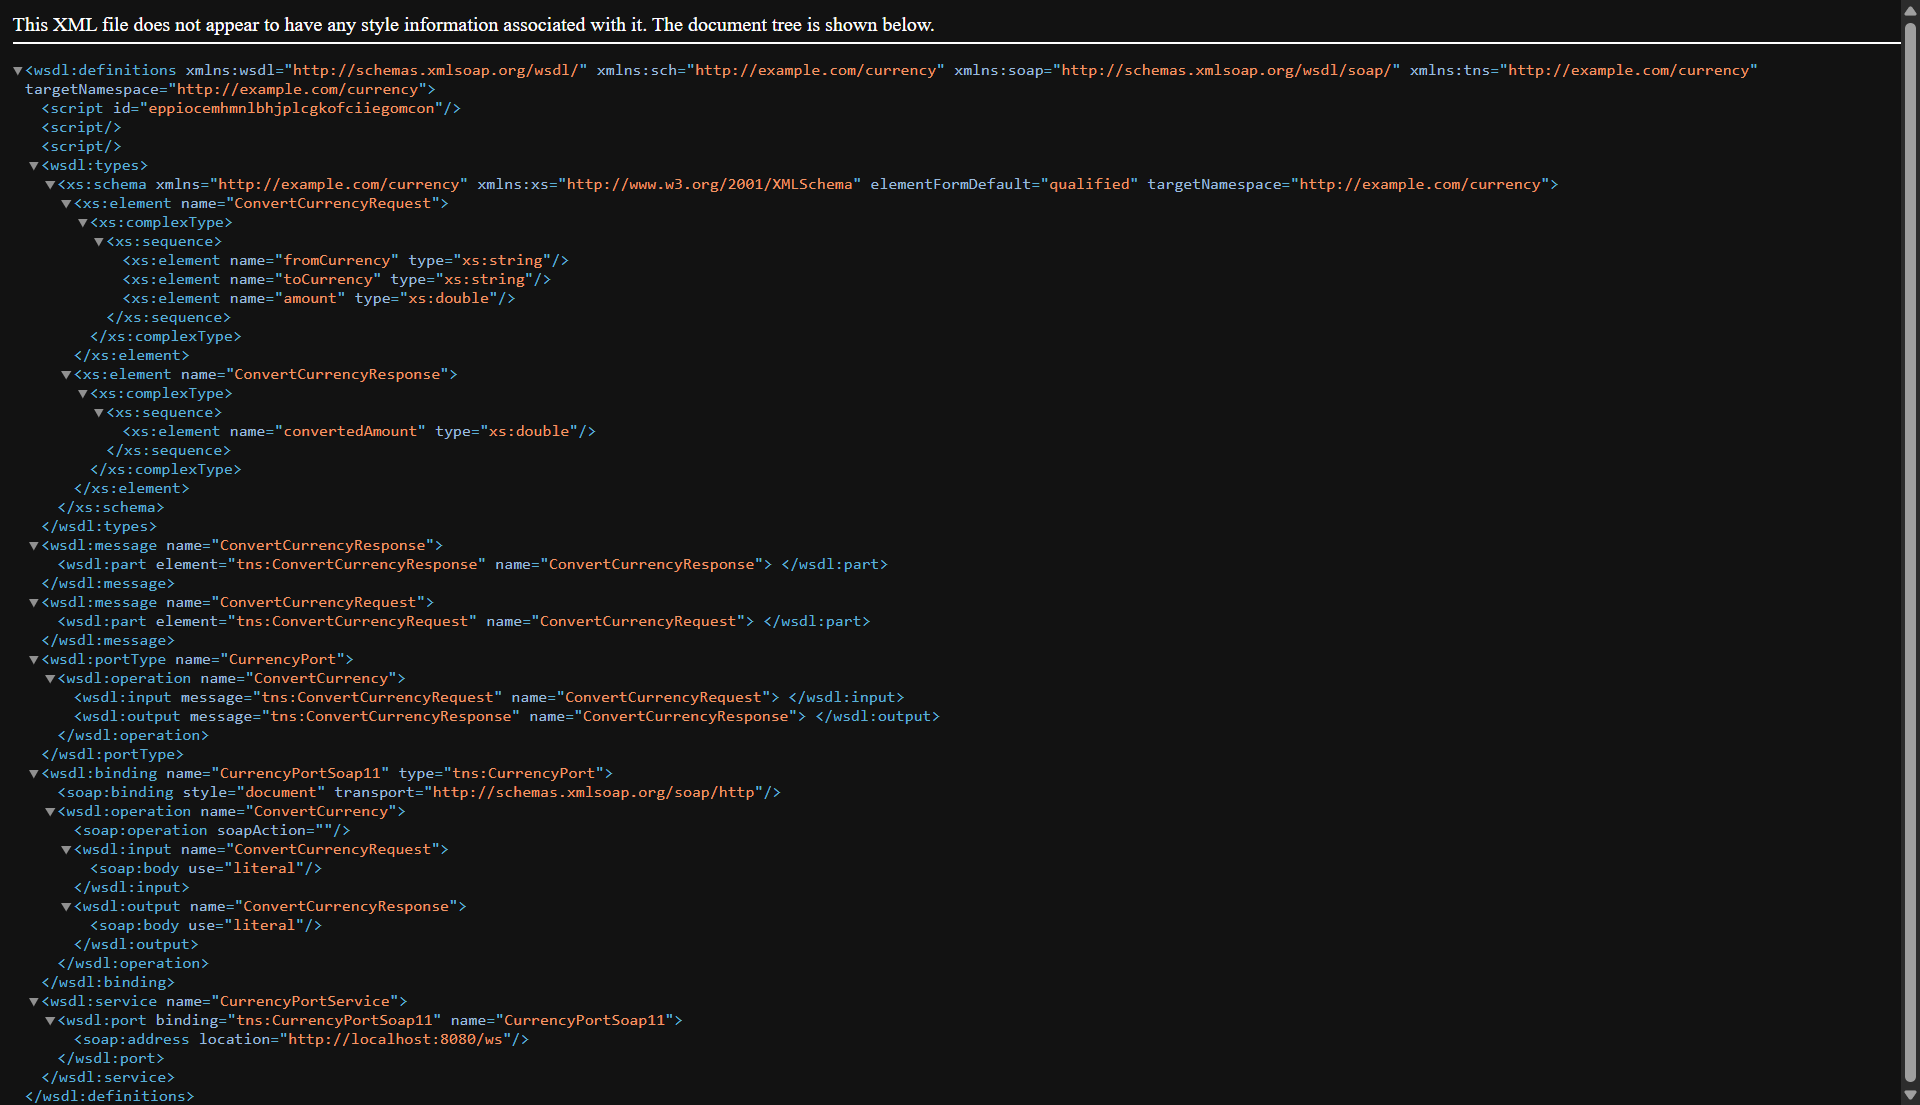 This XML file does not appear to have any style information associated with it. The document tree is shown below.
▼<wsdl:definitions xmlns:wsdl="http://schemas.xmlsoap.org/wsdl/" xmlns:sch="http://example.com/currency" xmlns:soap="http://schemas.xmlsoap.org/wsdl/soap/" xmlns:tns="http://example.com/currency"
targetNamespace="http://example.com/currency">
<script id="eppiocemhmnlbhjplcgkofciiegomcon"/>
<script/>
<script/>
▼<wsdl:types>
▼<xs:schema xmlns="http://example.com/currency" xmlns:xs="http://www.w3.org/2001/XMLSchema" elementFormDefault="qualified" targetNamespace="http://example.com/currency">
▼<xs:element name="ConvertCurrencyRequest">
▼<xs:complexType>
▼<xs:sequence>
<xs:element name="fromCurrency" type="xs:string"/>
<xs:element name="toCurrency" type="xs:string"/>
<xs:element name="amount" type="xs:double"/>
</xs:sequence>
</xs:complexType>
</xs:element>
▼<xs:element name="ConvertCurrencyResponse">
▼<xs:complexType>
▼<xs:sequence>
<xs:element name="convertedAmount" type="xs:double"/>
</xs:sequence>
</xs:complexType>
</xs:element>
</xs:schema>
</wsdl:types>
▼<wsdl:message name="ConvertCurrencyResponse">
<wsdl:part element="tns:ConvertCurrencyResponse" name="ConvertCurrencyResponse"> </wsdl:part>
</wsdl:message>
▼<wsdl:message name="ConvertCurrencyRequest">
<wsdl:part element="tns:ConvertCurrencyRequest" name="ConvertCurrencyRequest"> </wsdl:part>
</wsdl:message>
▼<wsdl:portType name="CurrencyPort">
▼<wsdl:operation name="ConvertCurrency">
<wsdl:input message="tns:ConvertCurrencyRequest" name="ConvertCurrencyRequest"> </wsdl:input>
<wsdl:output message="tns:ConvertCurrencyResponse" name="ConvertCurrencyResponse"> </wsdl:output>
</wsdl:operation>
</wsdl:portType>
▼<wsdl:binding name="CurrencyPortSoap11" type="tns:CurrencyPort">
<soap:binding style="document" transport="http://schemas.xmlsoap.org/soap/http"/>
▼<wsdl:operation name="ConvertCurrency">
<soap:operation soapAction=""/>
▼<wsdl:input name="ConvertCurrencyRequest">
<soap:body use="literal"/>
</wsdl:input>
▼<wsdl:output name="ConvertCurrencyResponse">
<soap:body use="literal"/>
</wsdl:output>
</wsdl:operation>
</wsdl:binding>
▼<wsdl:service name="CurrencyPortService">
▼<wsdl:port binding="tns:CurrencyPortSoap11" name="CurrencyPortSoap11">
<soap:address location="http://localhost:8080/ws"/>
</wsdl:port>
</wsdl:service>
</wsdl:definitions>